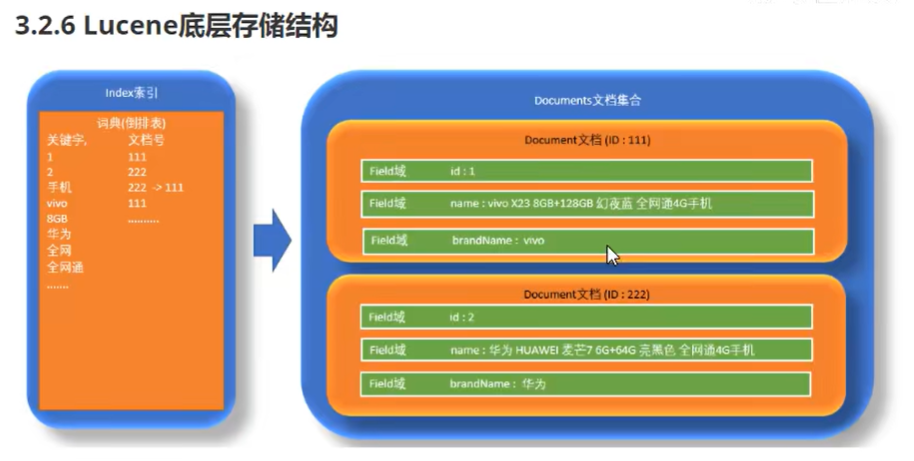 3.2.6 Lucene底层存储结构
Index索引
词典(倒排表)
关键字, 文档号
1 111
2 222
手机 222 -> 111
vivo 111
8GB ..........
华为
全网
全网通
.......
Documents文档集合
Document文档 (ID : 111)
Field域 id : 1
Field域 name : vivo X23 8GB+128GB 幻夜蓝 全网通4G手机
Field域 brandName : vivo
Document文档 (ID : 222)
Field域 id : 2
Field域 name : 华为 HUAWEI 麦芒7 6G+64G 亮黑色 全网通4G手机
Field域 brandName : 华为